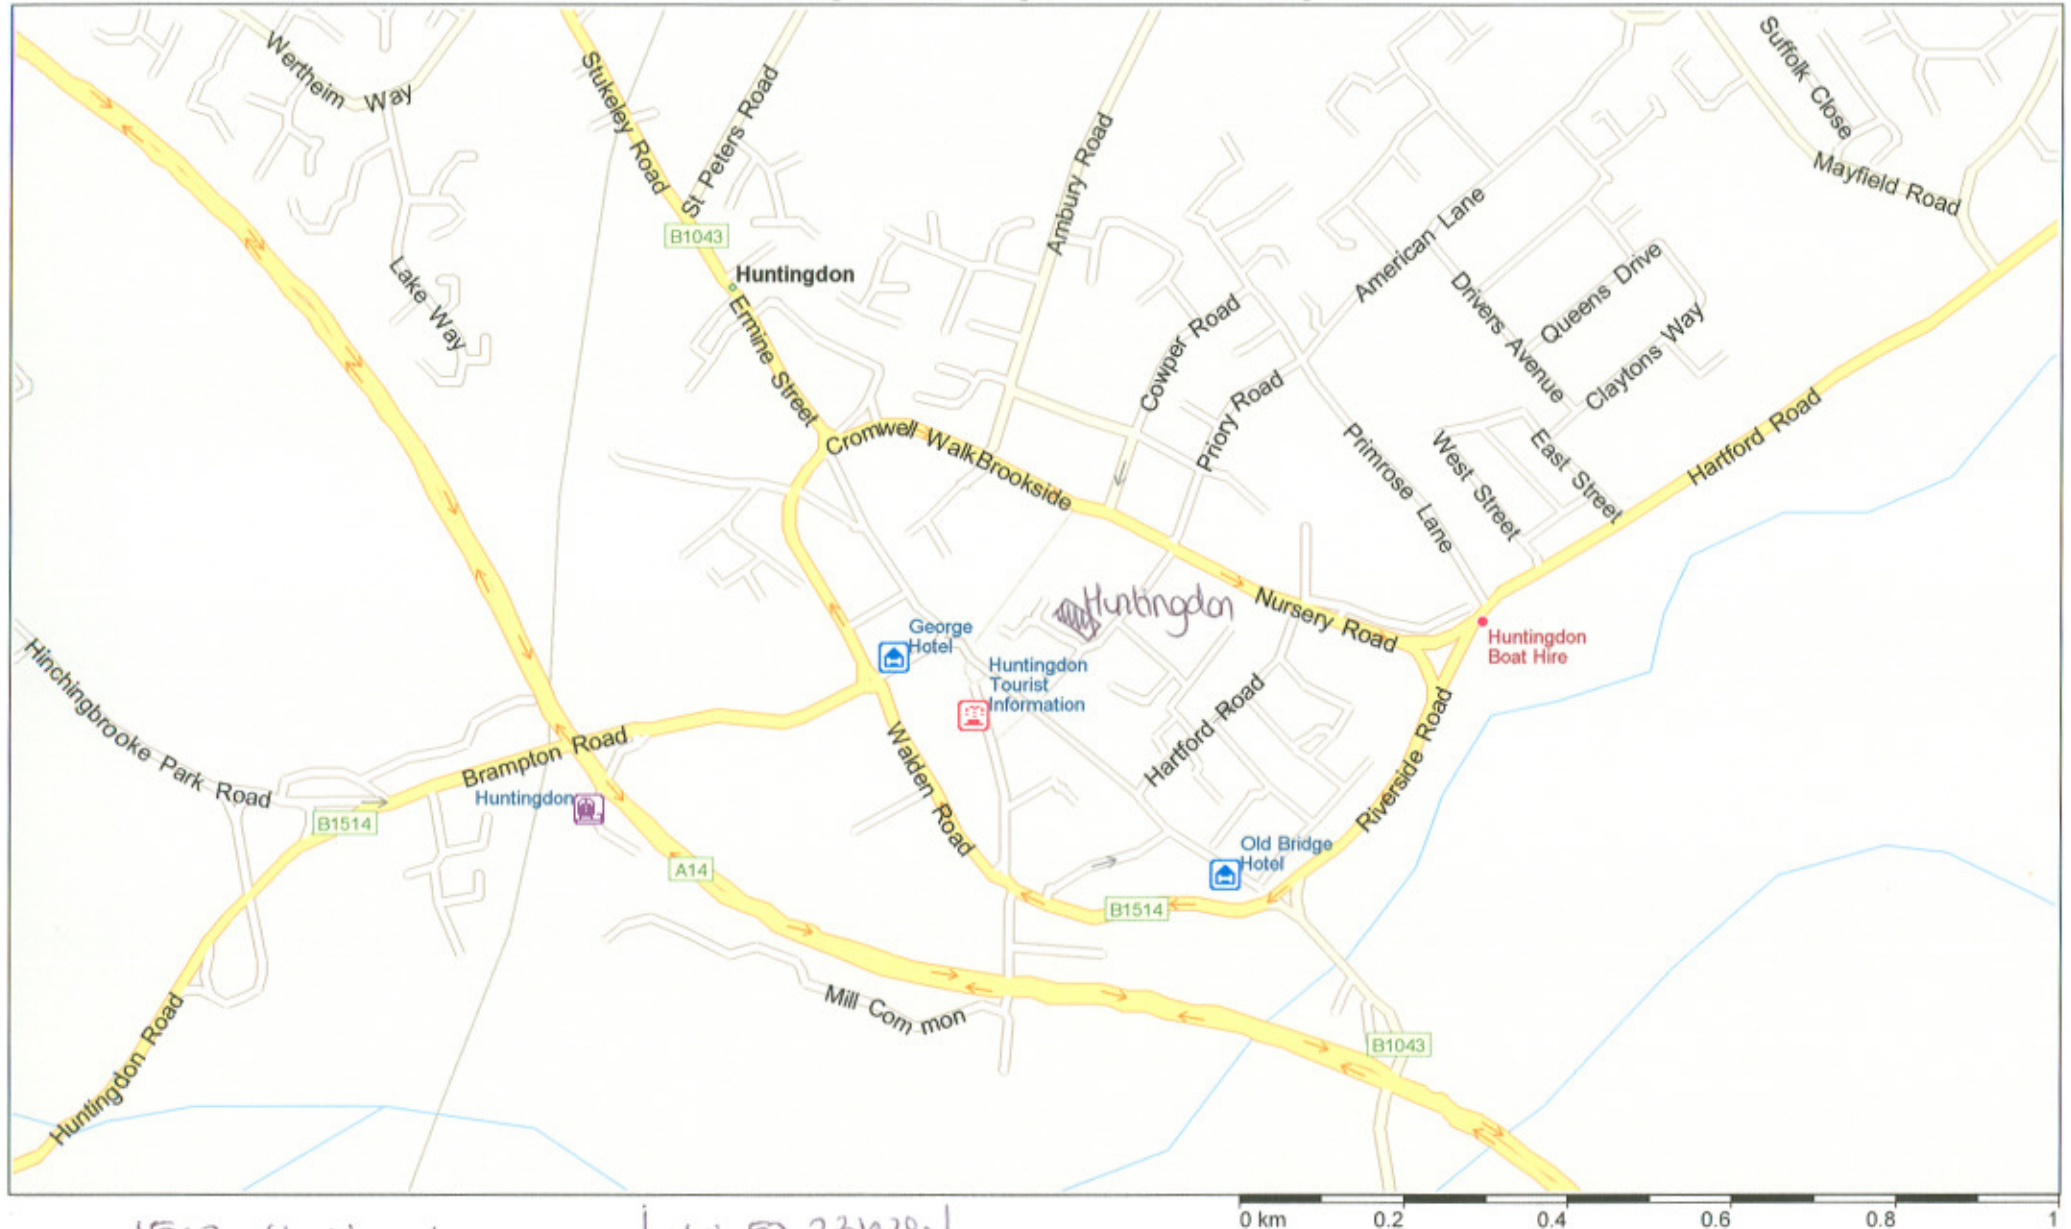 Wertheim Way
Stukeley Road
St Peters Road
B1043
Huntingdon
Ermine Street
Lake Way
Ambury Road
Cowper Road
Priory Road
American Lane
Drivers Avenue
Queens Drive
Claytons Way
Suffolk Close
Mayfield Road
Cromwell Walk
Brookside
Primrose Lane
West Street
East Street
Hartford Road
Huntingdon
Nursery Road
Huntingdon
Boat Hire
George
Hotel
Huntingdon
Tourist
Information
Hinchingbrooke Park Road
Brampton Road
Huntingdon
B1514
A14
Walden Road
Hartford Road
Riverside Road
Old Bridge
Hotel
B1514
Mill Common
B1043
Huntingdon Road
0 km 0.2 0.4 0.6 0.8 1